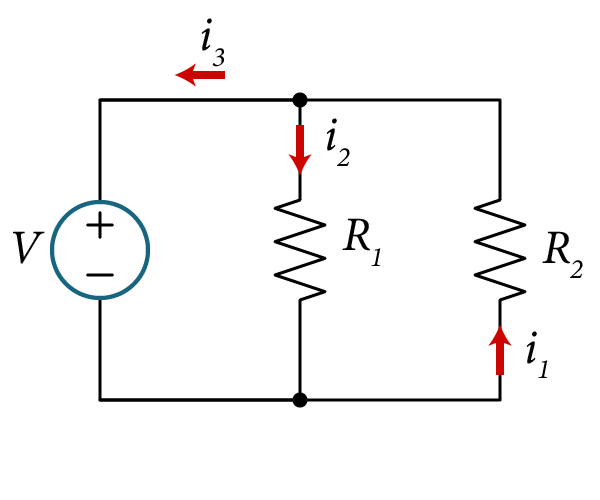 i₃
i₂
V
+
−
R₁
R₂
i₁